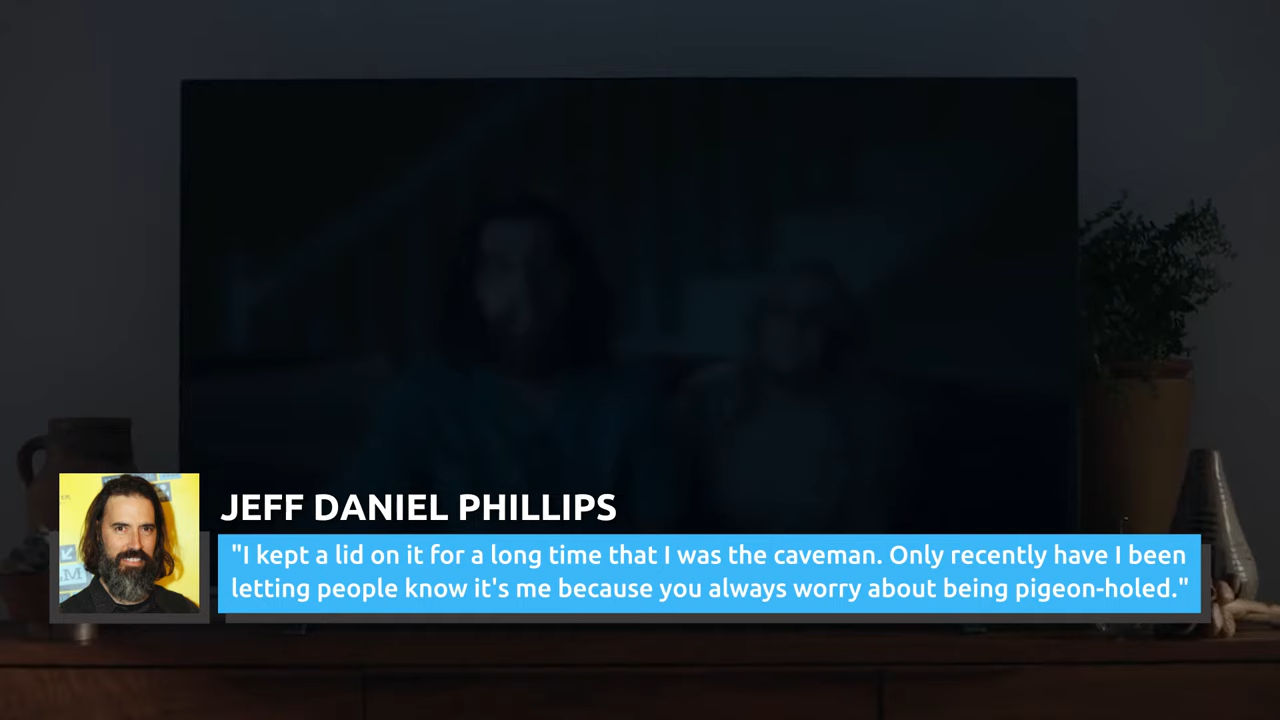 JEFF DANIEL PHILLIPS
"I kept a lid on it for a long time that I was the caveman. Only recently have I been
letting people know it's me because you always worry about being pigeon-holed."